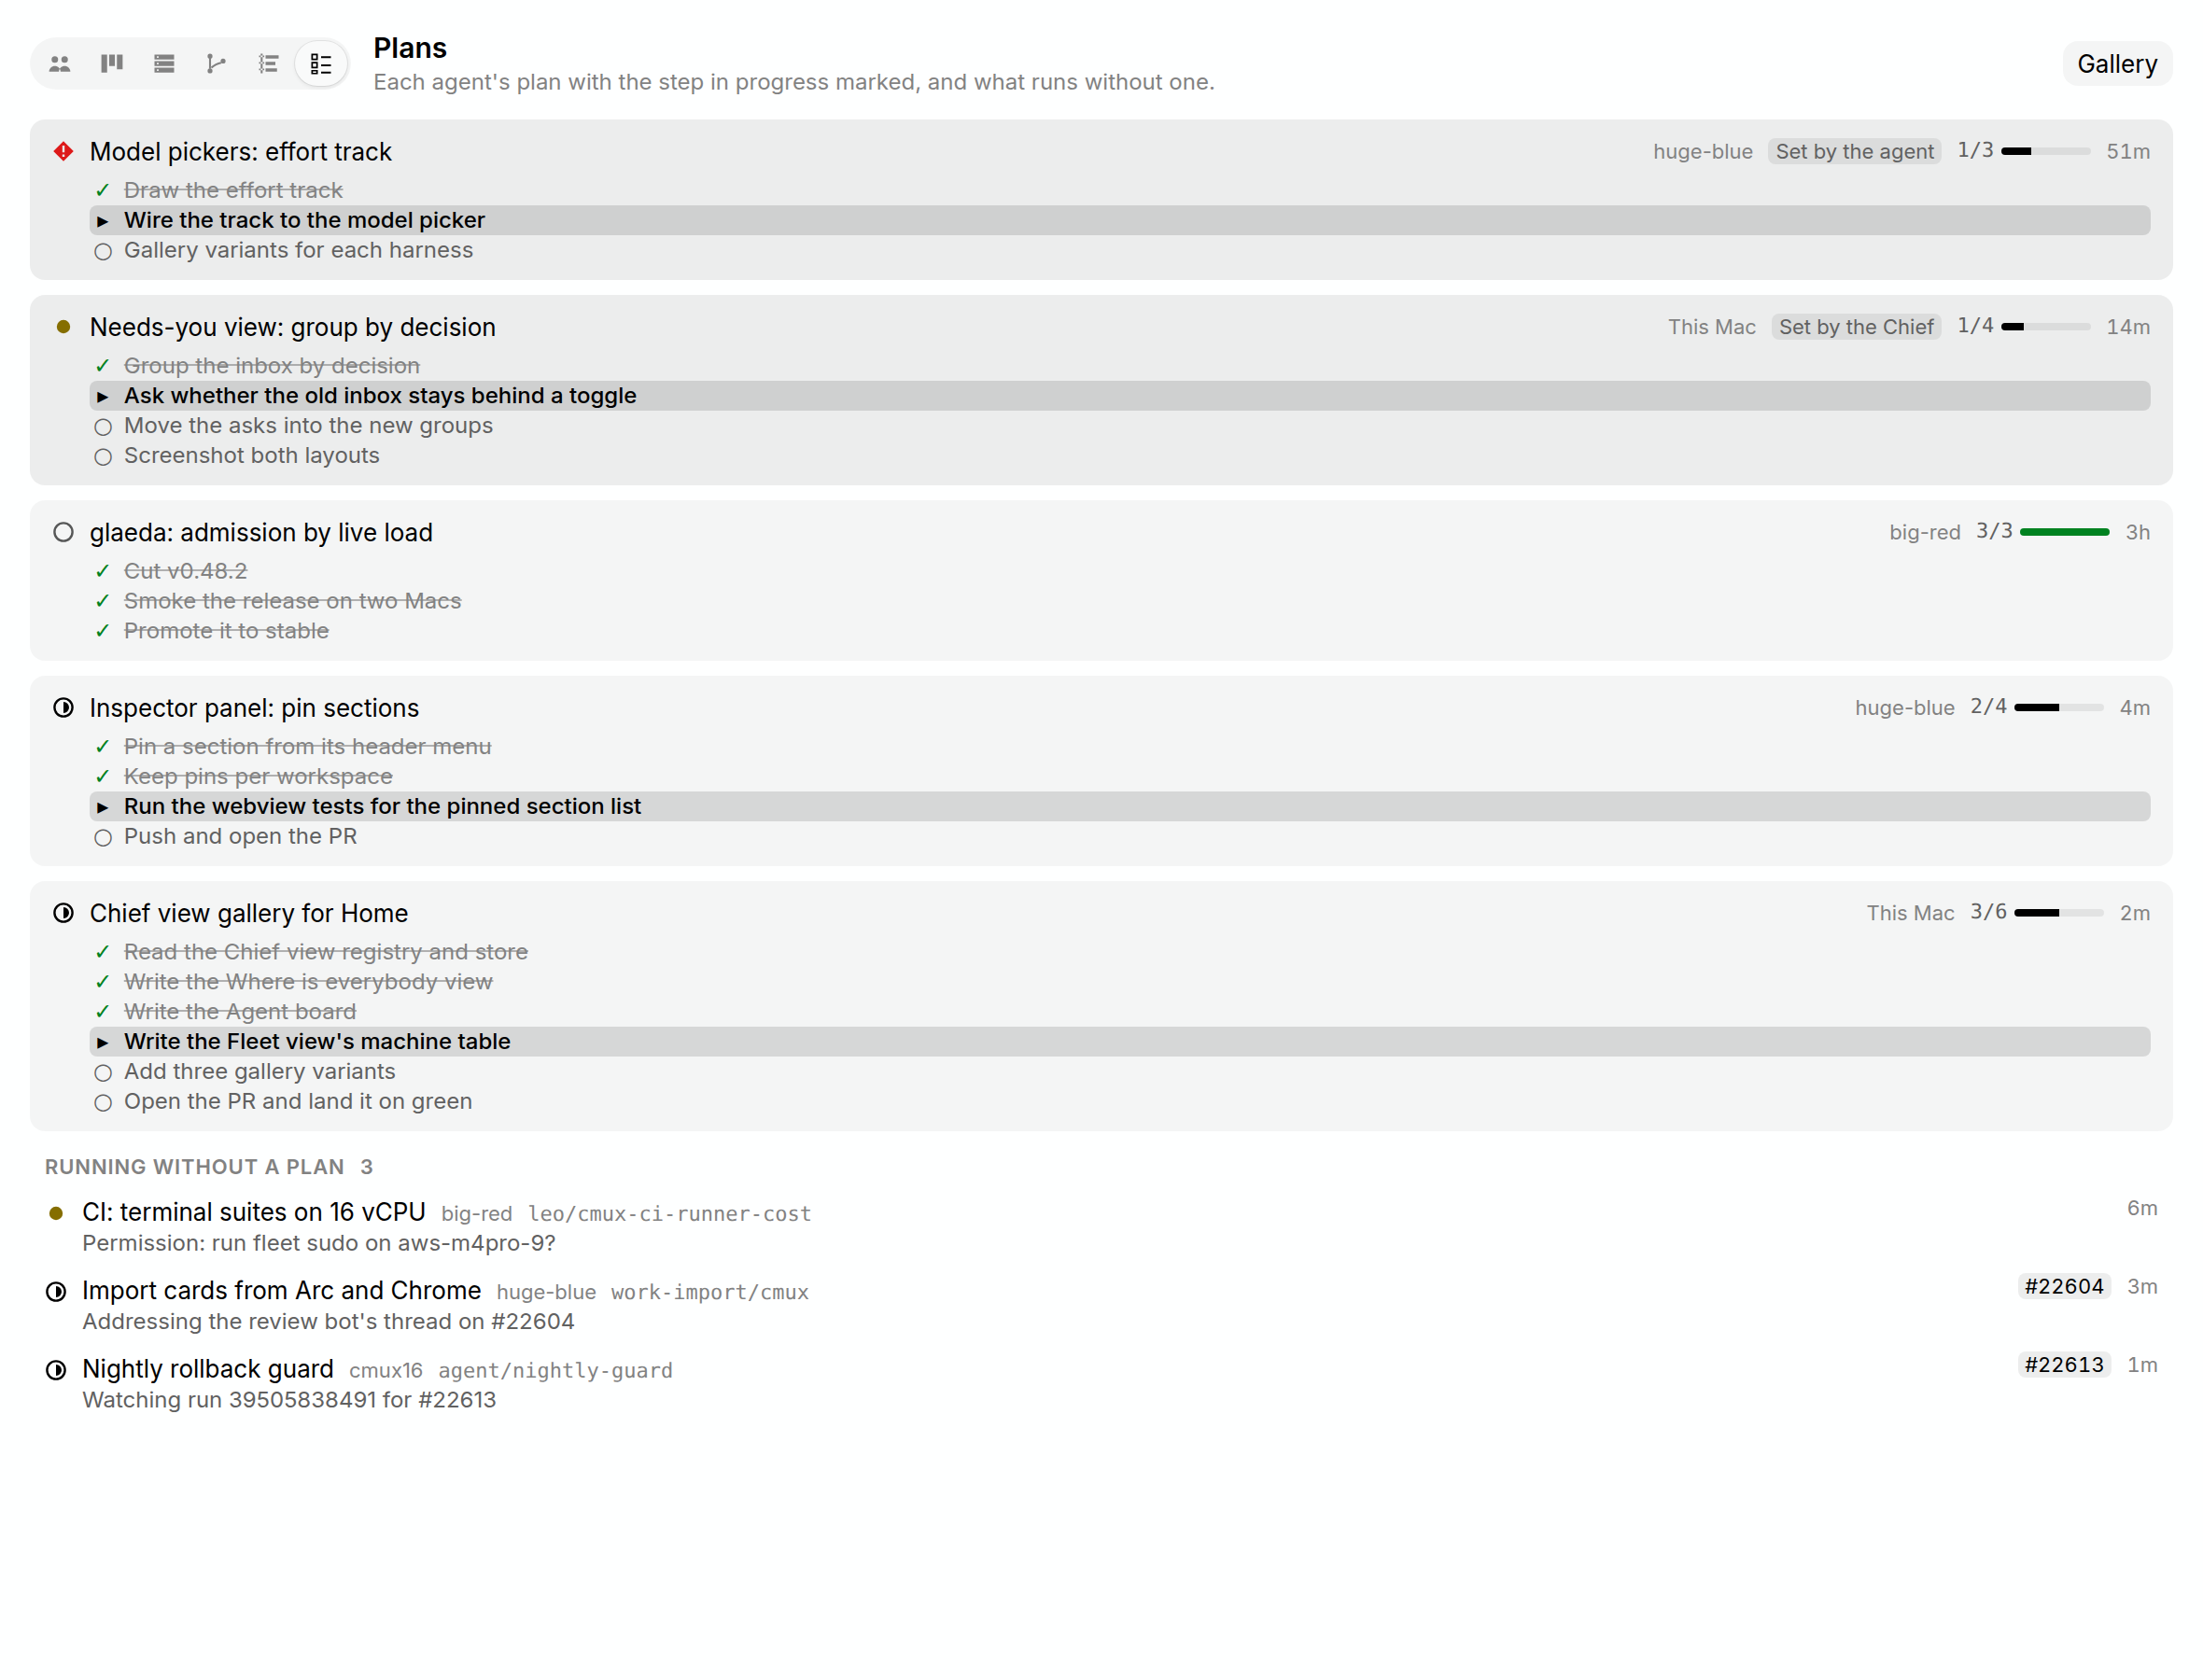 Plans
Each agent's plan with the step in progress marked, and what runs without one.
Gallery
Model pickers: effort track
huge-blue Set by the agent 1/3 51m
Draw the effort track
Wire the track to the model picker
Gallery variants for each harness
Needs-you view: group by decision
This Mac Set by the Chief 1/4 14m
Group the inbox by decision
Ask whether the old inbox stays behind a toggle
Move the asks into the new groups
Screenshot both layouts
glaeda: admission by live load
big-red 3/3 3h
Cut v0.48.2
Smoke the release on two Macs
Promote it to stable
Inspector panel: pin sections
huge-blue 2/4 4m
Pin a section from its header menu
Keep pins per workspace
Run the webview tests for the pinned section list
Push and open the PR
Chief view gallery for Home
This Mac 3/6 2m
Read the Chief view registry and store
Write the Where is everybody view
Write the Agent board
Write the Fleet view's machine table
Add three gallery variants
Open the PR and land it on green
RUNNING WITHOUT A PLAN 3
CI: terminal suites on 16 vCPU big-red leo/cmux-ci-runner-cost 6m
Permission: run fleet sudo on aws-m4pro-9?
Import cards from Arc and Chrome huge-blue work-import/cmux #22604 3m
Addressing the review bot's thread on #22604
Nightly rollback guard cmux16 agent/nightly-guard #22613 1m
Watching run 39505838491 for #22613